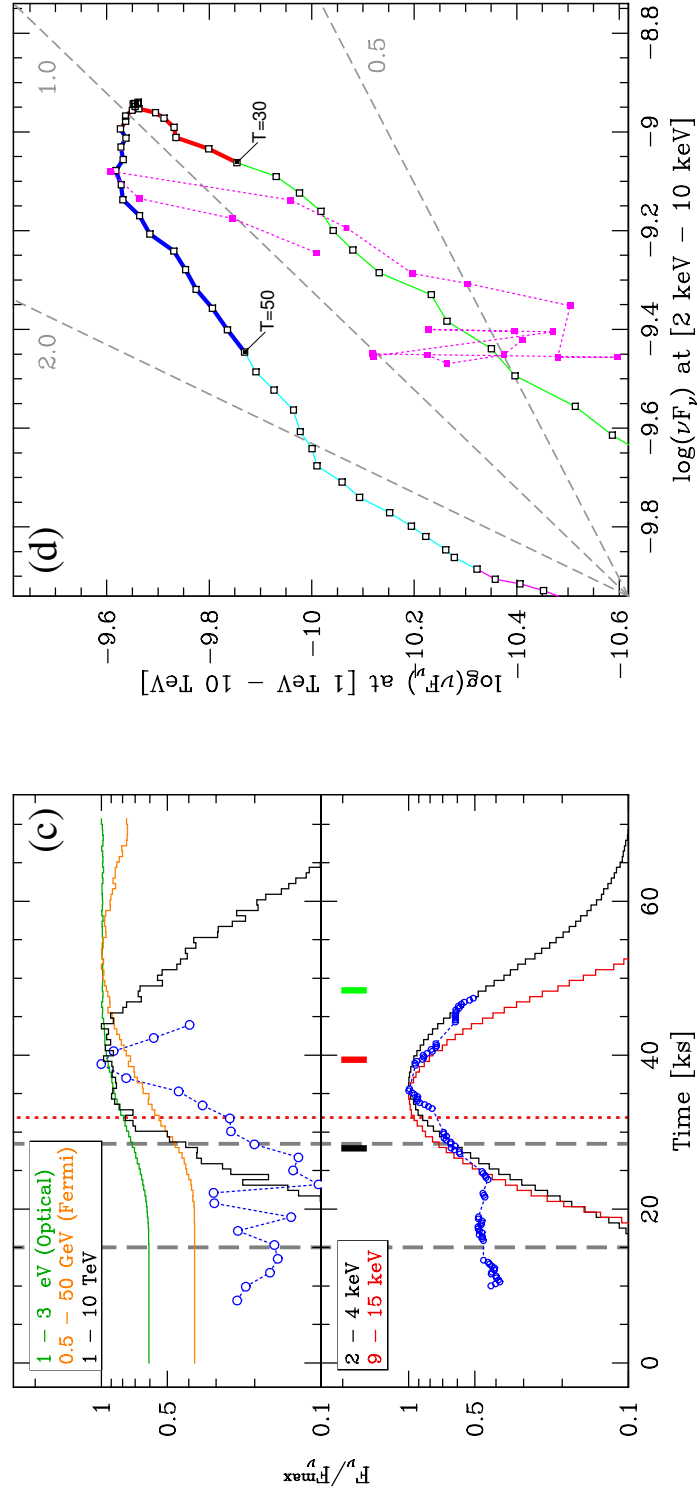 (c)
1 − 3 eV (Optical)
0.5 − 50 GeV (Fermi)
1 − 10 TeV
1
0.5
0.1
2 − 4 keV
9 − 15 keV
1
0.5
0.1
Fν/Fνmax
0 20 40 60
Time [ks]
(d)
2.0
1.0
0.5
T=50
T=30
−9.6
−9.8
−10
−10.2
−10.4
−10.6
log(νFν) at [1 TeV − 10 TeV]
−9.8 −9.6 −9.4 −9.2 −9 −8.8
log(νFν) at [2 keV − 10 keV]